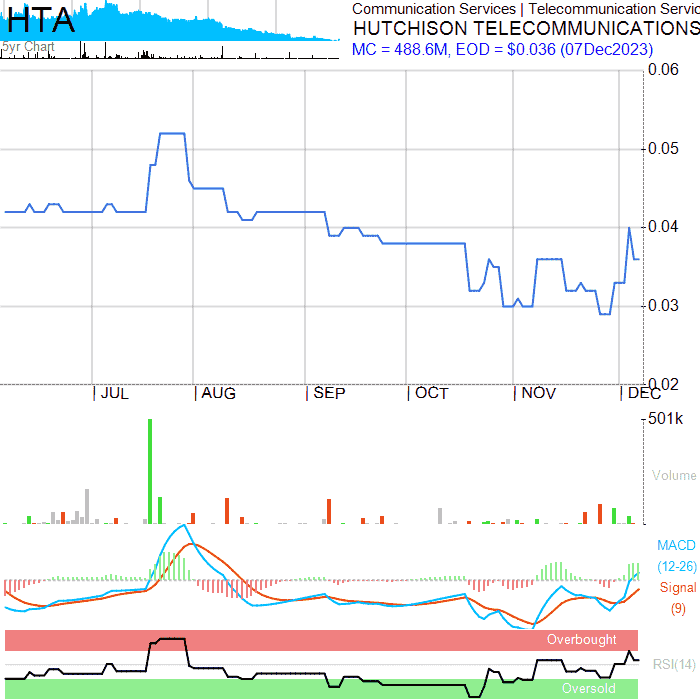 HTA
5yr Chart
Communication Services | Telecommunication Servic
HUTCHISON TELECOMMUNICATIONS
MC = 488.6M, EOD = $0.036 (07Dec2023)
0.06
0.05
0.04
0.03
0.02
JUL AUG SEP OCT NOV DEC
501k
Volume
MACD
(12-26)
Signal
(9)
Overbought
RSI(14)
Oversold